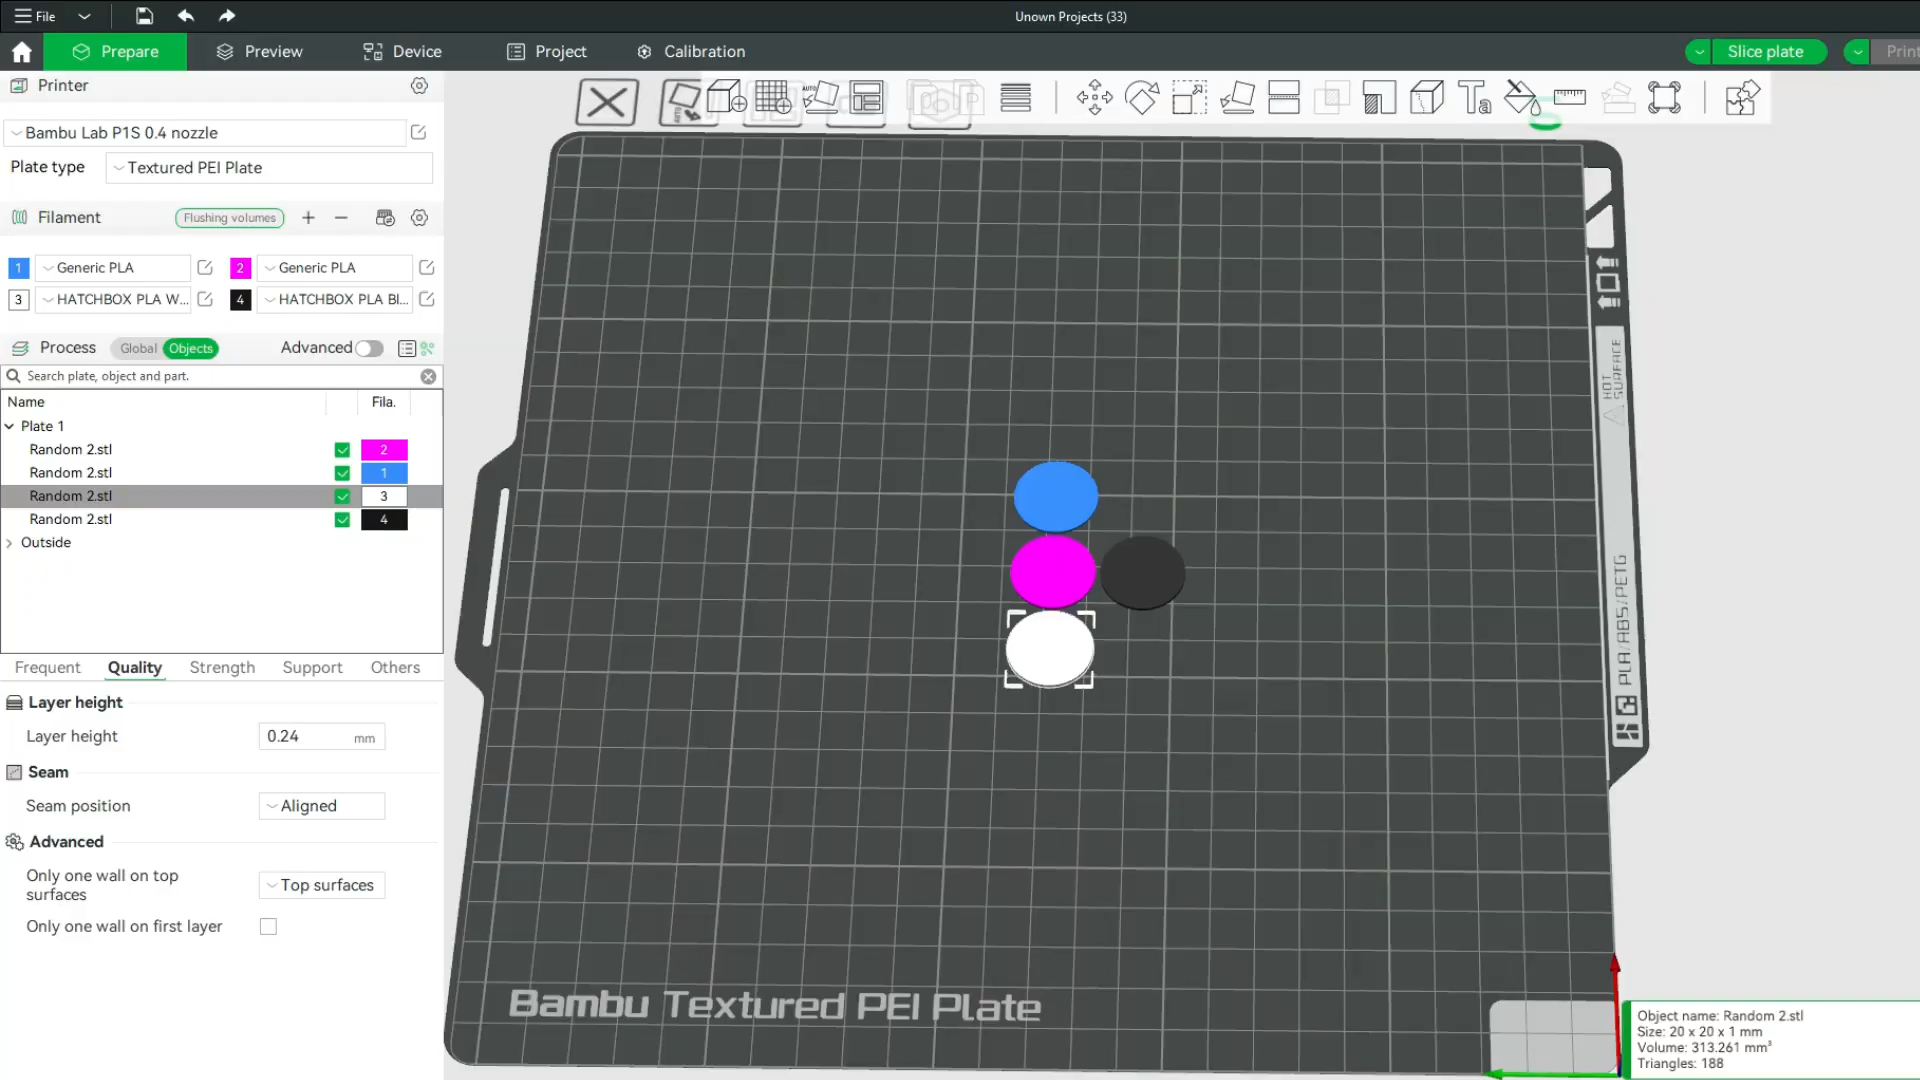 File
Unown Projects (33)
Prepare
Preview
Device
Project
Calibration
Slice plate
Print
Printer
Bambu Lab P1S 0.4 nozzle
Plate type
Textured PEI Plate
Filament
Flushing volumes
1 Generic PLA
2 Generic PLA
3 HATCHBOX PLA W...
4 HATCHBOX PLA Bl...
Process
Global
Objects
Advanced
Search plate, object and part.
Name
Fila.
Plate 1
Random 2.stl
2
Random 2.stl
1
Random 2.stl
3
Random 2.stl
4
Outside
Frequent
Quality
Strength
Support
Others
Layer height
Layer height
0.24 mm
Seam
Seam position
Aligned
Advanced
Only one wall on top
surfaces
Top surfaces
Only one wall on first layer
AUTO
HOT
SURFACE
PLA/ABS/PETG
Bambu Textured PEI Plate
Object name: Random 2.stl
Size: 20 x 20 x 1 mm
Volume: 313.261 mm³
Triangles: 188